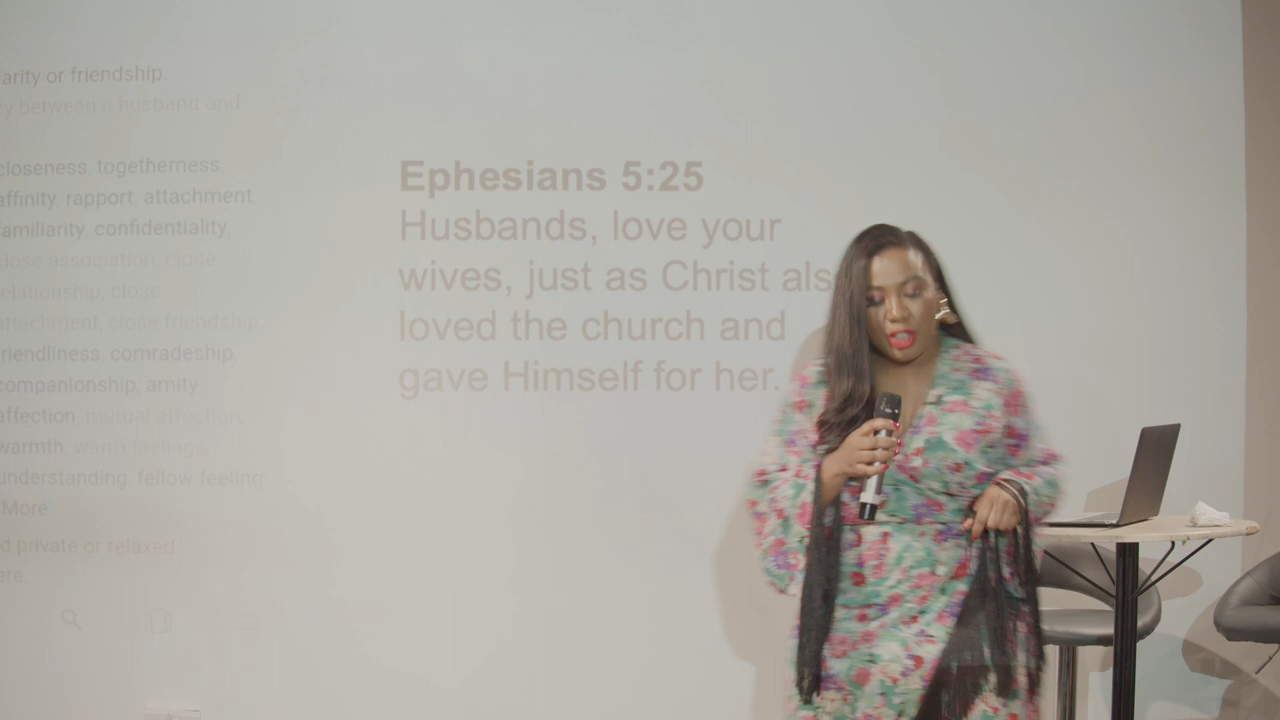 arity or friendship.
y between a husband and
closeness, togetherness,
affinity, rapport, attachment,
familiarity, confidentiality,
close association, close
relationship, close
attachment, close friendship,
friendliness, comradeship,
companionship, amity,
affection, mutual affection,
warmth, warm feelings,
understanding, fellow feeling
More
d private or relaxed
ere.
Ephesians 5:25
Husbands, love your
wives, just as Christ als
loved the church and
gave Himself for her.